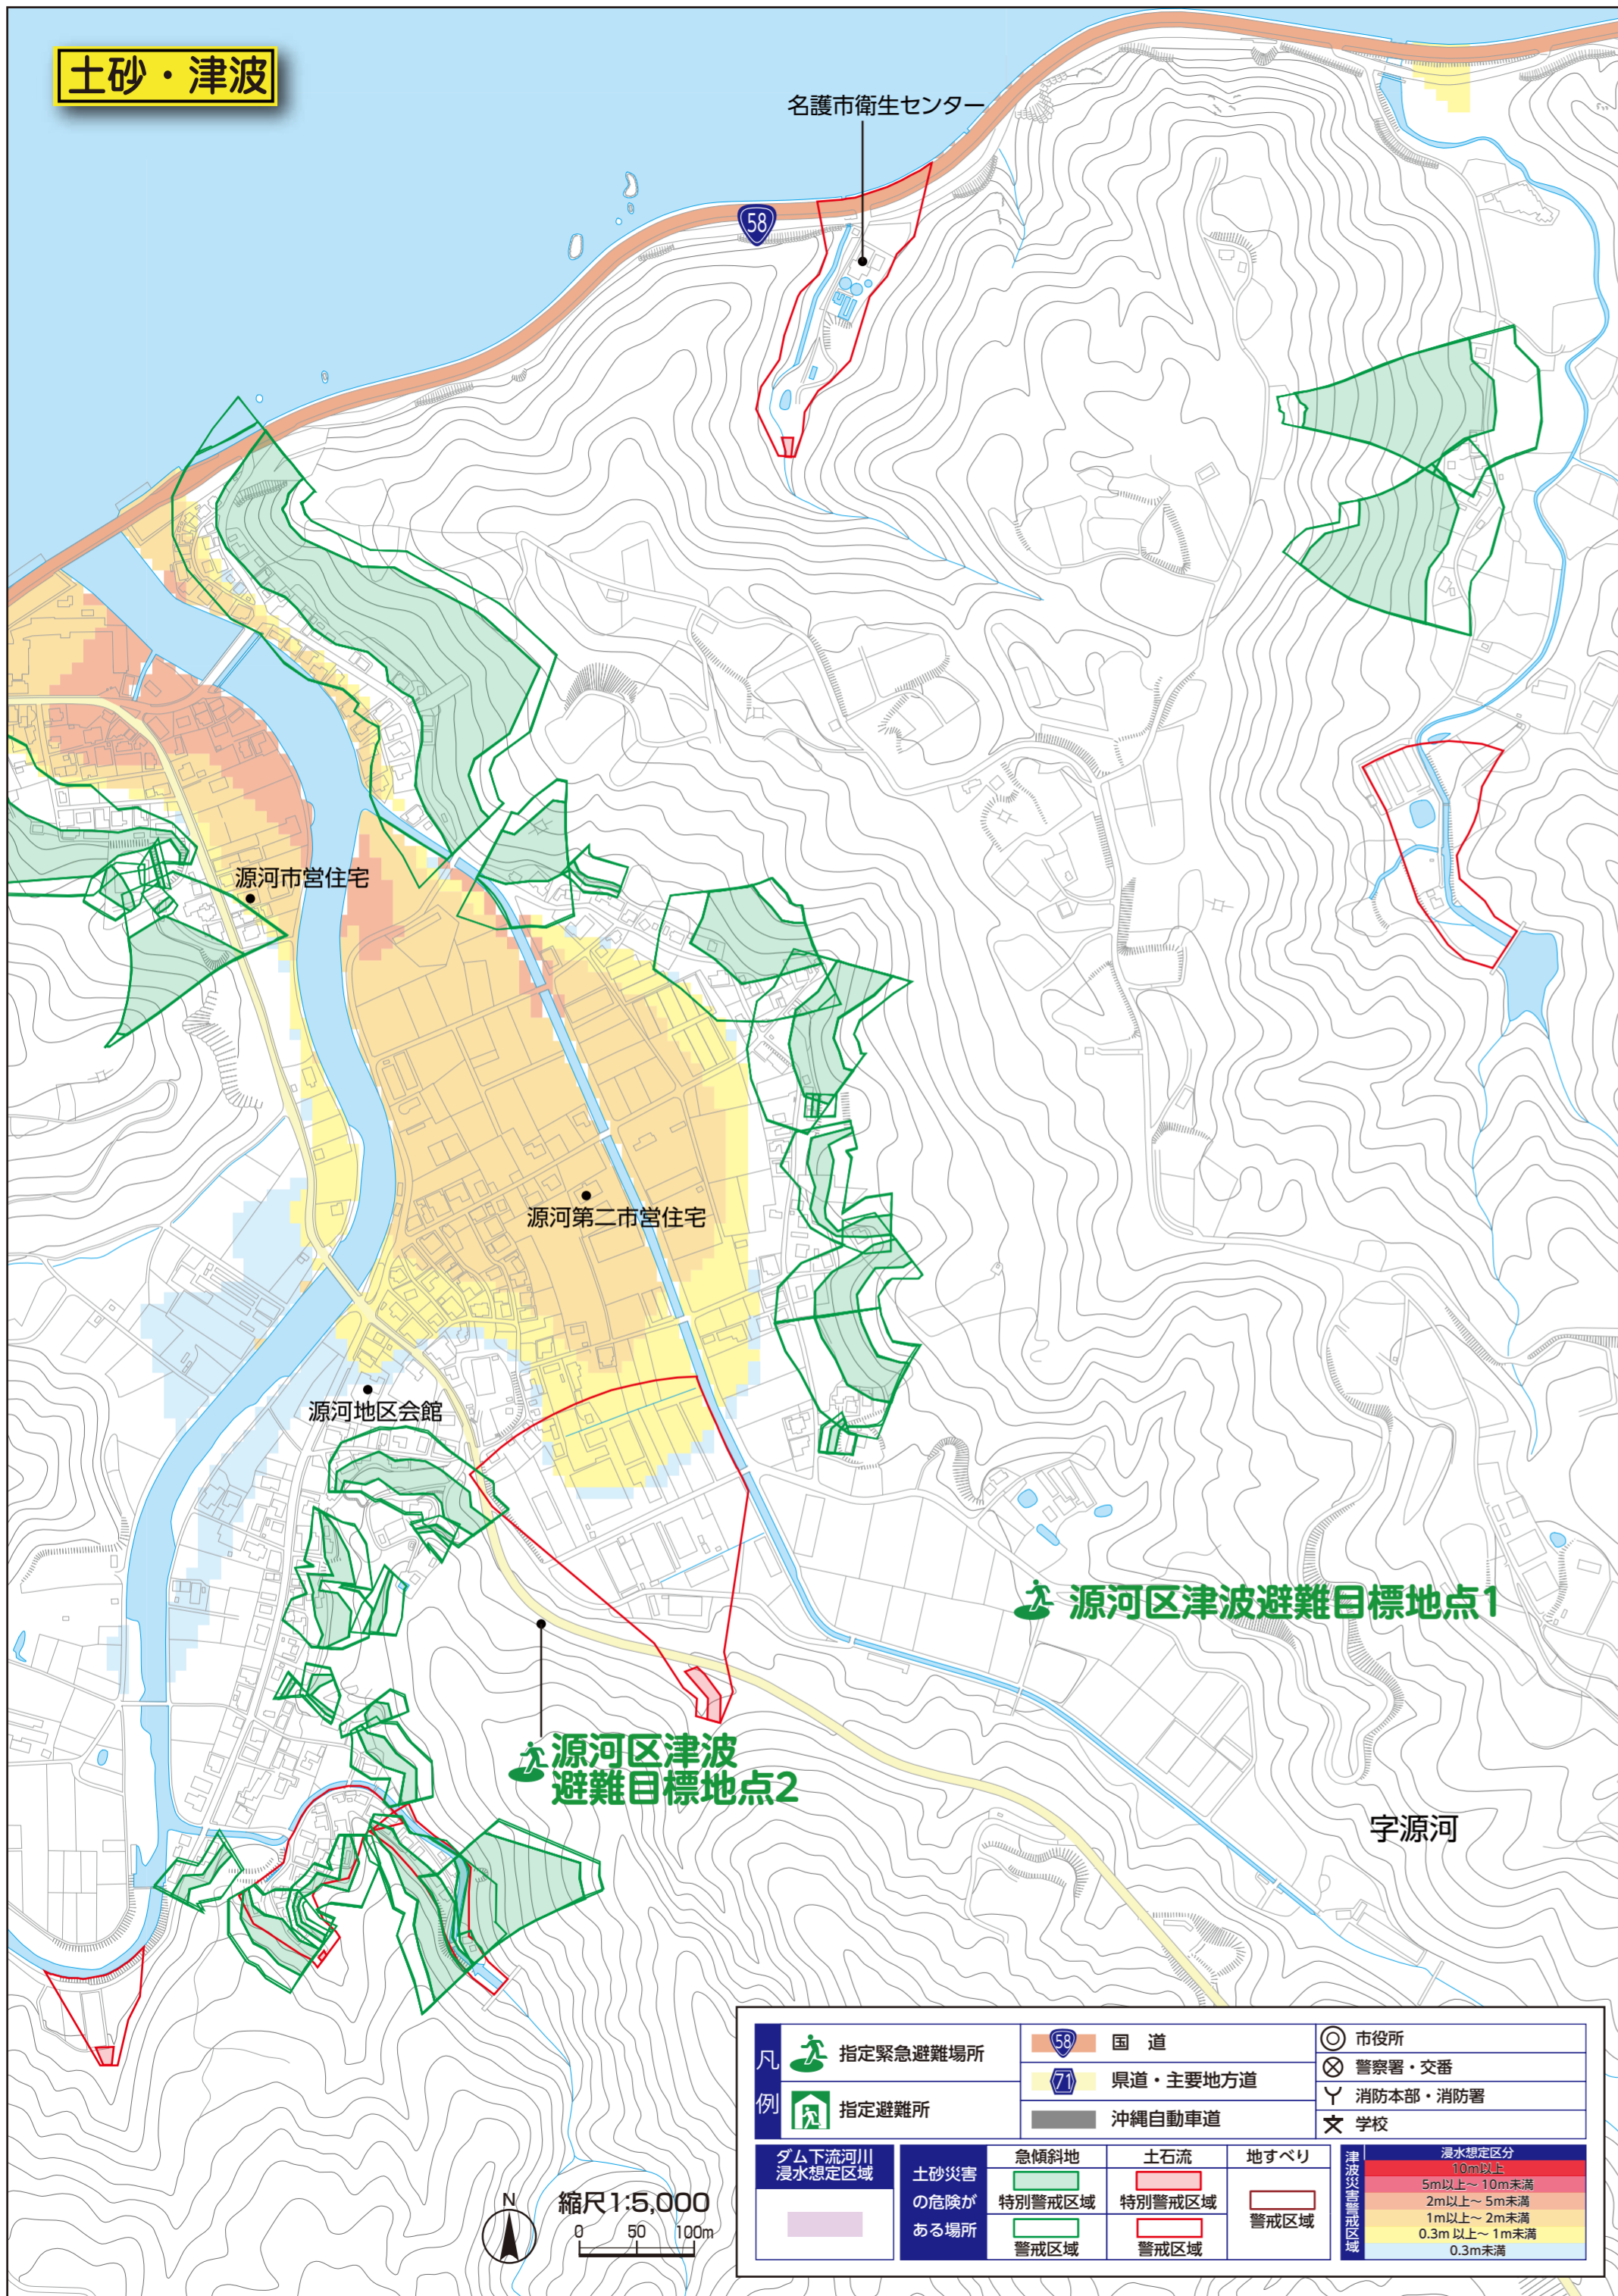 土砂・津波
名護市衛生センター
58
源河市営住宅
源河第二市営住宅
源河地区会館
源河区津波避難目標地点1
源河区津波
避難目標地点2
字源河
N
縮尺1:5,000
0 50 100m
凡例
指定緊急避難場所
指定避難所
58 国 道
71 県道・主要地方道
沖縄自動車道
市役所
警察署・交番
消防本部・消防署
学校
ダム下流河川
浸水想定区域
土砂災害
の危険が
ある場所
急傾斜地
特別警戒区域
警戒区域
土石流
特別警戒区域
警戒区域
地すべり
警戒区域
津波災害警戒区域
浸水想定区分
10m以上
5m以上〜10m未満
2m以上〜5m未満
1m以上〜2m未満
0.3m以上〜1m未満
0.3m未満